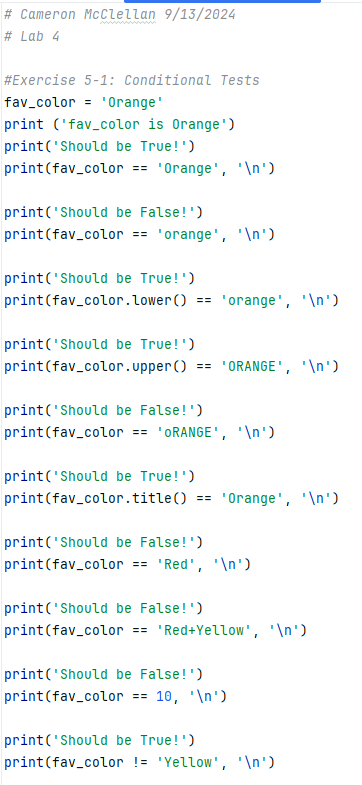 # Cameron McClellan 9/13/2024
# Lab 4
#Exercise 5-1: Conditional Tests
fav_color = 'Orange'
print ('fav_color is Orange')
print('Should be True!')
print(fav_color == 'Orange', '\n')
print('Should be False!')
print(fav_color == 'orange', '\n')
print('Should be True!')
print(fav_color.lower() == 'orange', '\n')
print('Should be True!')
print(fav_color.upper() == 'ORANGE', '\n')
print('Should be False!')
print(fav_color == 'oRANGE', '\n')
print('Should be True!')
print(fav_color.title() == 'Orange', '\n')
print('Should be False!')
print(fav_color == 'Red', '\n')
print('Should be False!')
print(fav_color == 'Red+Yellow', '\n')
print('Should be False!')
print(fav_color == 10, '\n')
print('Should be True!')
print(fav_color != 'Yellow', '\n')